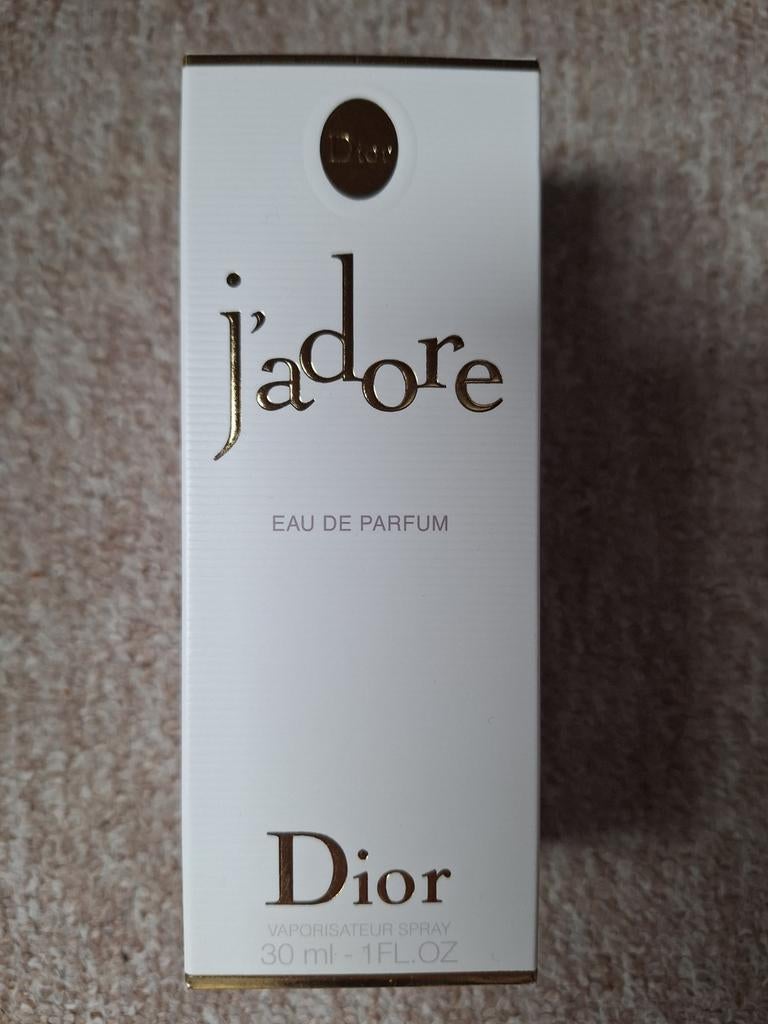 Dior
j'adore
EAU DE PARFUM
Dior
VAPORISATEUR SPRAY
30 ml - 1FL.OZ